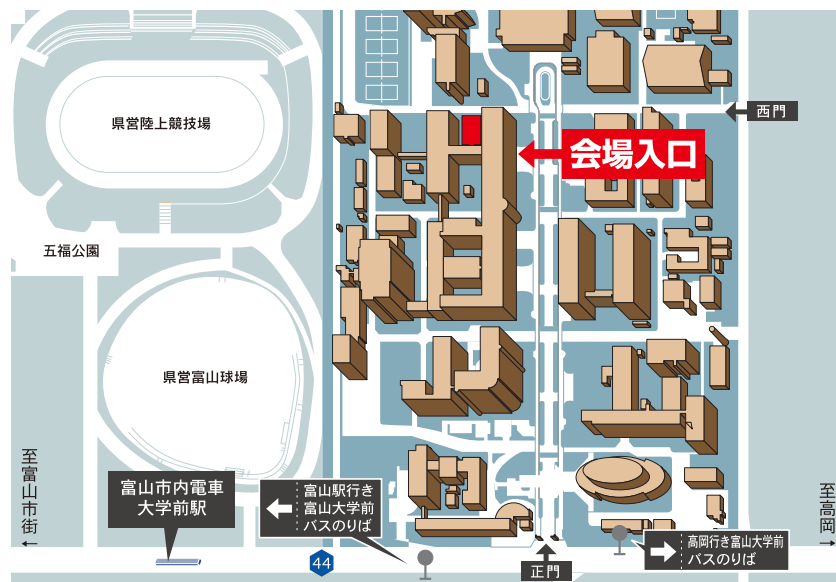 県営陸上競技場
西門
会場入口
五福公園
県営富山球場
至富山市街
富山市内電車
大学前駅
富山駅行き
富山大学前
バスのりば
44
正門
高岡行き富山大学前
バスのりば
至高岡